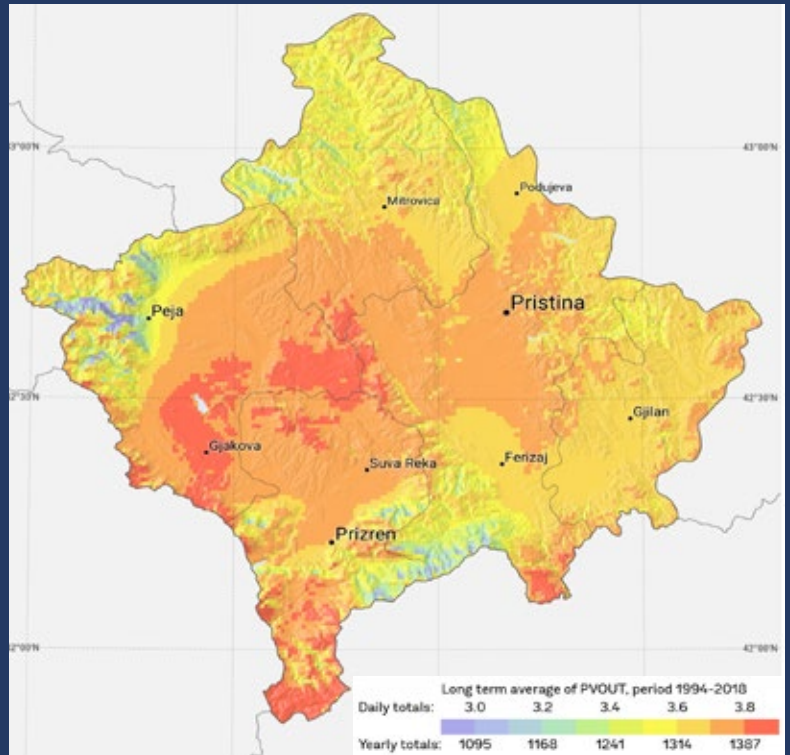 43°00'N
Podujeva
Mitrovica
Pristina
Peja
Gjilan
Gjakova
Suva Reka
Ferizaj
Prizren
42°00'N
Long term average of PVOUT, period 1994-2018
Daily totals: 3.0 3.2 3.4 3.6 3.8
Yearly totals: 1095 1168 1241 1314 1387